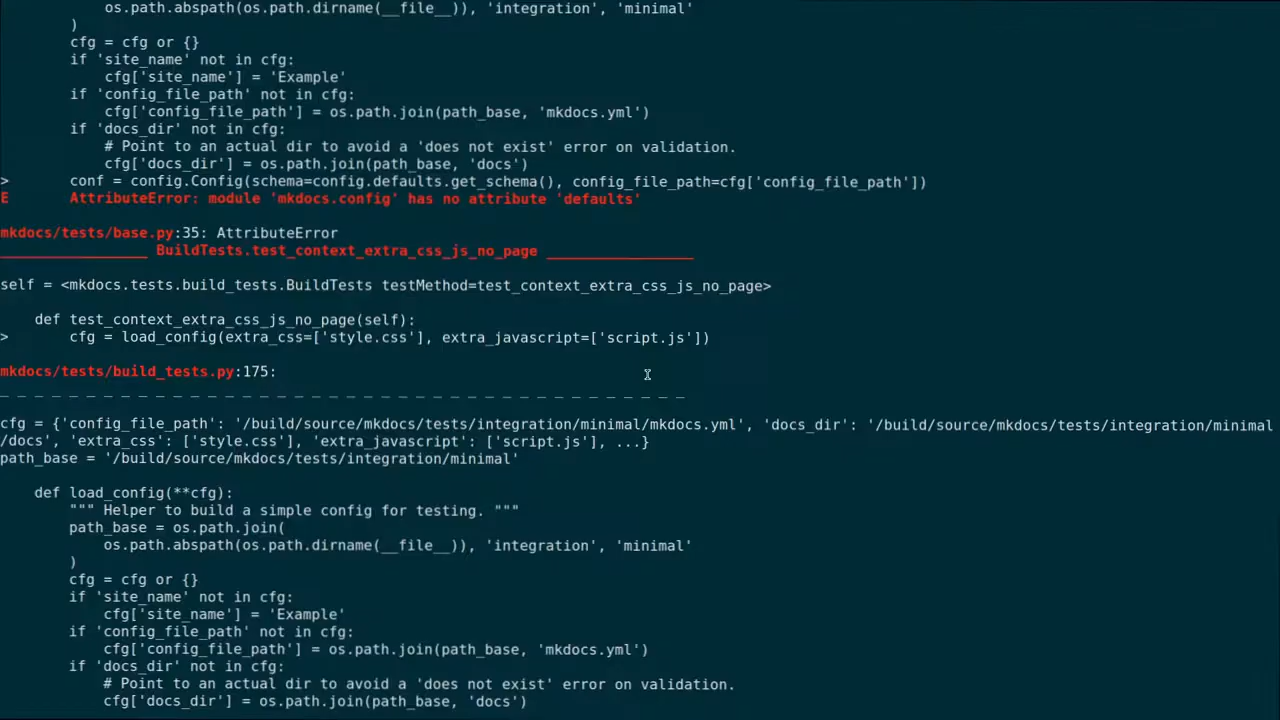 os.path.abspath(os.path.dirname(__file__)), 'integration', 'minimal'
        )
        cfg = cfg or {}
        if 'site_name' not in cfg:
            cfg['site_name'] = 'Example'
        if 'config_file_path' not in cfg:
            cfg['config_file_path'] = os.path.join(path_base, 'mkdocs.yml')
        if 'docs_dir' not in cfg:
            # Point to an actual dir to avoid a 'does not exist' error on validation.
            cfg['docs_dir'] = os.path.join(path_base, 'docs')
>       conf = config.Config(schema=config.defaults.get_schema(), config_file_path=cfg['config_file_path'])
E       AttributeError: module 'mkdocs.config' has no attribute 'defaults'
mkdocs/tests/base.py:35: AttributeError
_________________ BuildTests.test_context_extra_css_js_no_page _________________
self = <mkdocs.tests.build_tests.BuildTests testMethod=test_context_extra_css_js_no_page>
    def test_context_extra_css_js_no_page(self):
>       cfg = load_config(extra_css=['style.css'], extra_javascript=['script.js'])
mkdocs/tests/build_tests.py:175:
_ _ _ _ _ _ _ _ _ _ _ _ _ _ _ _ _ _ _ _ _ _ _ _ _ _ _ _ _ _ _ _ _ _ _ _ _ _ _ _
cfg = {'config_file_path': '/build/source/mkdocs/tests/integration/minimal/mkdocs.yml', 'docs_dir': '/build/source/mkdocs/tests/integration/minimal
/docs', 'extra_css': ['style.css'], 'extra_javascript': ['script.js'], ...}
path_base = '/build/source/mkdocs/tests/integration/minimal'
    def load_config(**cfg):
        """ Helper to build a simple config for testing. """
        path_base = os.path.join(
            os.path.abspath(os.path.dirname(__file__)), 'integration', 'minimal'
        )
        cfg = cfg or {}
        if 'site_name' not in cfg:
            cfg['site_name'] = 'Example'
        if 'config_file_path' not in cfg:
            cfg['config_file_path'] = os.path.join(path_base, 'mkdocs.yml')
        if 'docs_dir' not in cfg:
            # Point to an actual dir to avoid a 'does not exist' error on validation.
            cfg['docs_dir'] = os.path.join(path_base, 'docs')